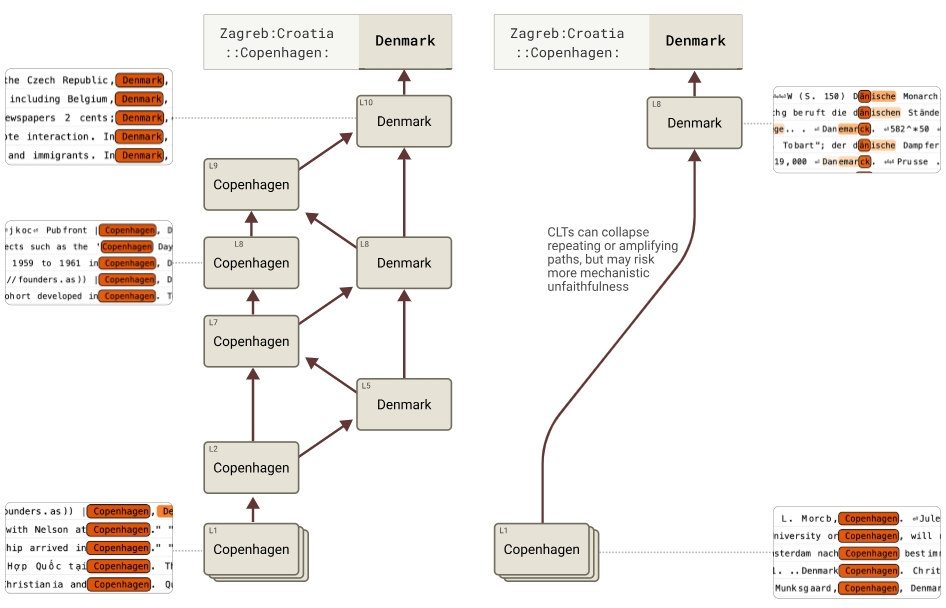 Zagreb:Croatia
::Copenhagen:
Denmark
L10
Denmark
L9
Copenhagen
L8
Copenhagen
L8
Denmark
L7
Copenhagen
L5
Denmark
L2
Copenhagen
L1
Copenhagen
the Czech Republic, Denmark,
including Belgium, Denmark,
ewspapers 2 cents; Denmark,
ote interaction. In Denmark,
and immigrants. In Denmark,
jkoc⏎ Pubfront | Copenhagen, D
ects such as the 'Copenhagen Day
1959 to 1961 in Copenhagen, D
//founders.as)) | Copenhagen, D
ohort developed in Copenhagen. T
ounders.as)) | Copenhagen, De
with Nelson at Copenhagen." "
hip arrived in Copenhagen." "
Hợp Quốc tại Copenhagen. Th
Christiania and Copenhagen. Qu
Zagreb:Croatia
::Copenhagen:
Denmark
L8
Denmark
CLTs can collapse
repeating or amplifying
paths, but may risk
more mechanistic
unfaithfulness
L1
Copenhagen
W (S. 150) Dänische Monarch
hg beruft die dänischen Stände
ge... ⏎Danemarck. ⏎582^*50 ⏎
Tobart"; der dänische Dampfer
19,000 ⏎Danemarck. ⏎⏎ Prusse .
L. Morcb, Copenhagen. ⏎Jule
niversity of Copenhagen, will
nsterdam nach Copenhagen bestim
. ..Denmark Copenhagen. Chrit
Munksgaard, Copenhagen, Denmar